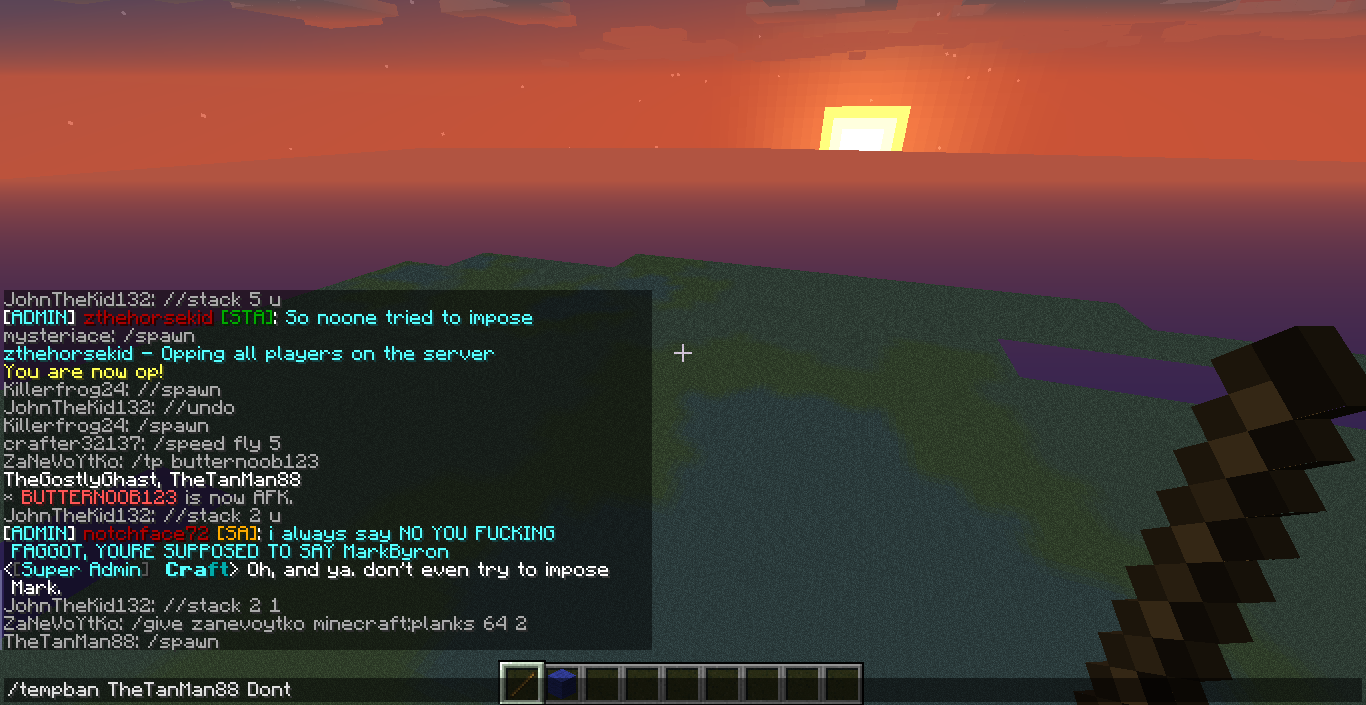 JohnTheKid132: //stack 5 u
[ADMIN] zthehorsekid [STA]: So noone tried to impose
mysteriace: /spawn
zthehorsekid - Opping all players on the server
You are now op!
Killerfrog24: //spawn
JohnTheKid132: //undo
Killerfrog24: /spawn
crafter32137: /speed fly 5
ZaNeVoYtKo: /tp butternoob123
TheGostlyGhast, TheTanMan88
× BUTTERNOOB123 is now AFK.
JohnTheKid132: //stack 2 u
[ADMIN] notchface72 [SA]: i always say NO YOU FUCKING
FAGGOT, YOURE SUPPOSED TO SAY MarkByron
<[Super Admin] Craft> Oh, and ya. don't even try to impose
Mark.
JohnTheKid132: //stack 2 1
ZaNeVoYtKo: /give zanevoytko minecraft:planks 64 2
TheTanMan88: /spawn
/tempban TheTanMan88 Dont